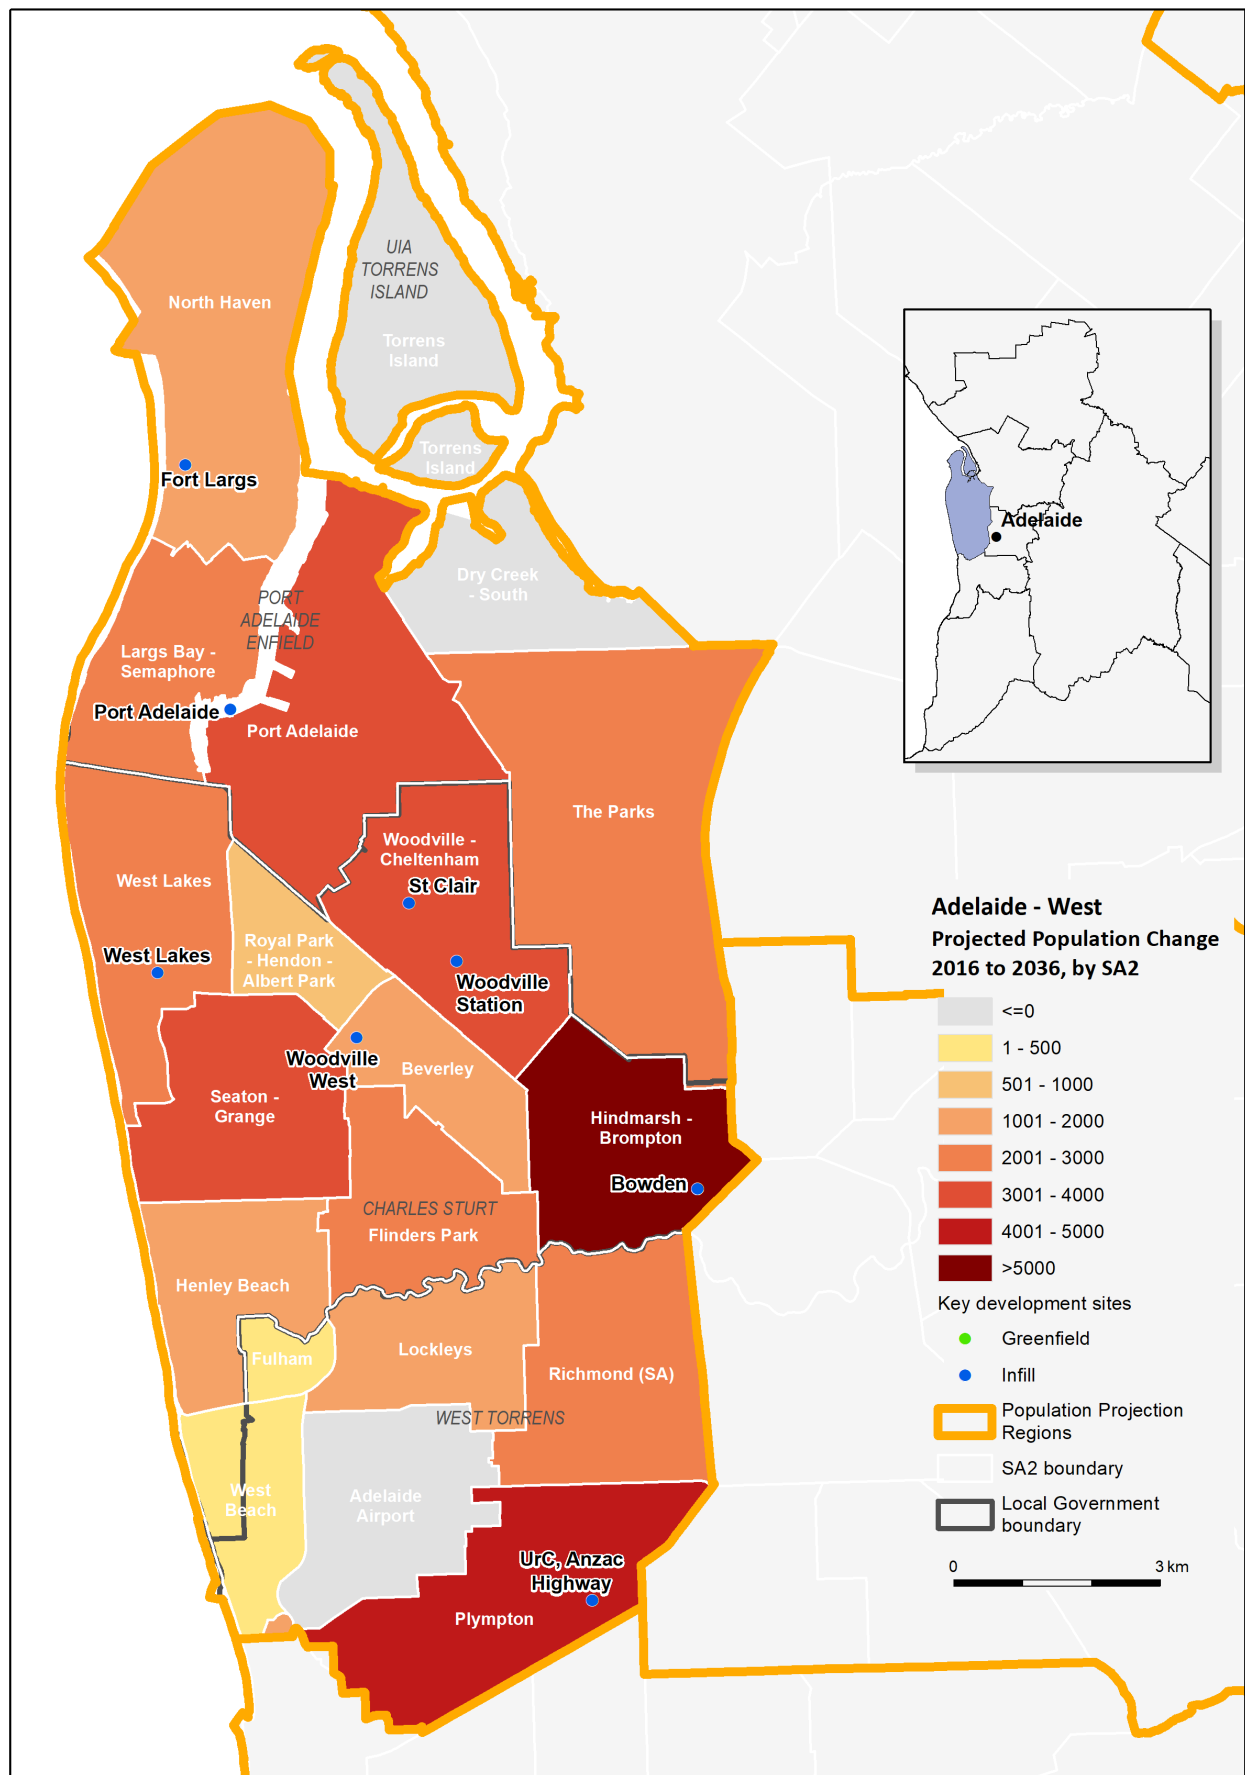 UIA
TORRENS
ISLAND
North Haven
Torrens
Island
Torrens
Island
Fort Largs
Dry Creek
- South
PORT
ADELAIDE
ENFIELD
Largs Bay -
Semaphore
Port Adelaide
Port Adelaide
The Parks
Woodville -
Cheltenham
St Clair
West Lakes
Royal Park
- Hendon -
Albert Park
West Lakes
Woodville
Station
Woodville
West
Beverley
Seaton -
Grange
Hindmarsh -
Brompton
Bowden
CHARLES STURT
Flinders Park
Henley Beach
Fulham
Lockleys
Richmond (SA)
WEST TORRENS
West
Beach
Adelaide
Airport
UrC, Anzac
Highway
Plympton
Adelaide
Adelaide - West
Projected Population Change
2016 to 2036, by SA2
<=0
1 - 500
501 - 1000
1001 - 2000
2001 - 3000
3001 - 4000
4001 - 5000
>5000
Key development sites
Greenfield
Infill
Population Projection
Regions
SA2 boundary
Local Government
boundary
0 3 km